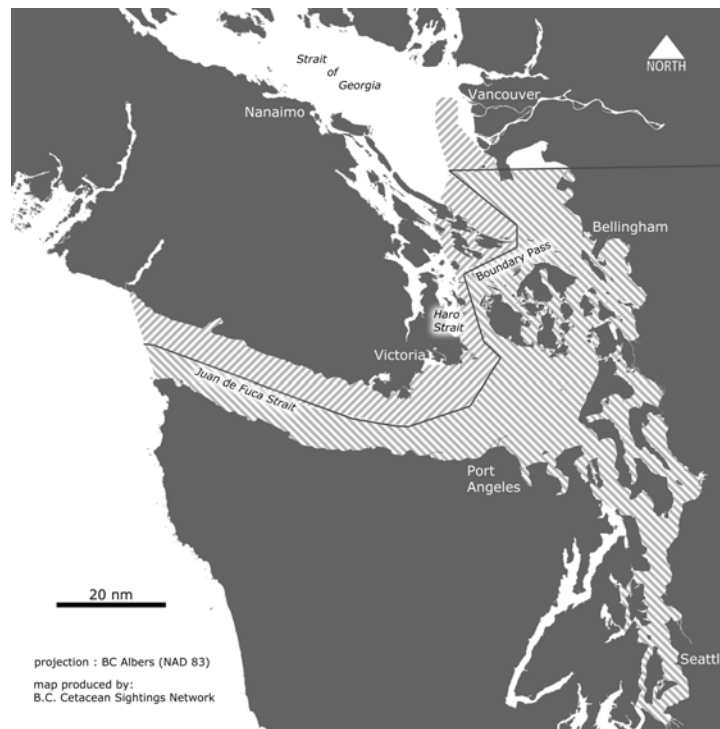 Strait
of
Georgia
NORTH
Vancouver
Nanaimo
Bellingham
Boundary Pass
Haro
Strait
Victoria
Juan de Fuca Strait
Port
Angeles
20 nm
Seattl
projection : BC Albers (NAD 83)
map produced by:
B.C. Cetacean Sightings Network